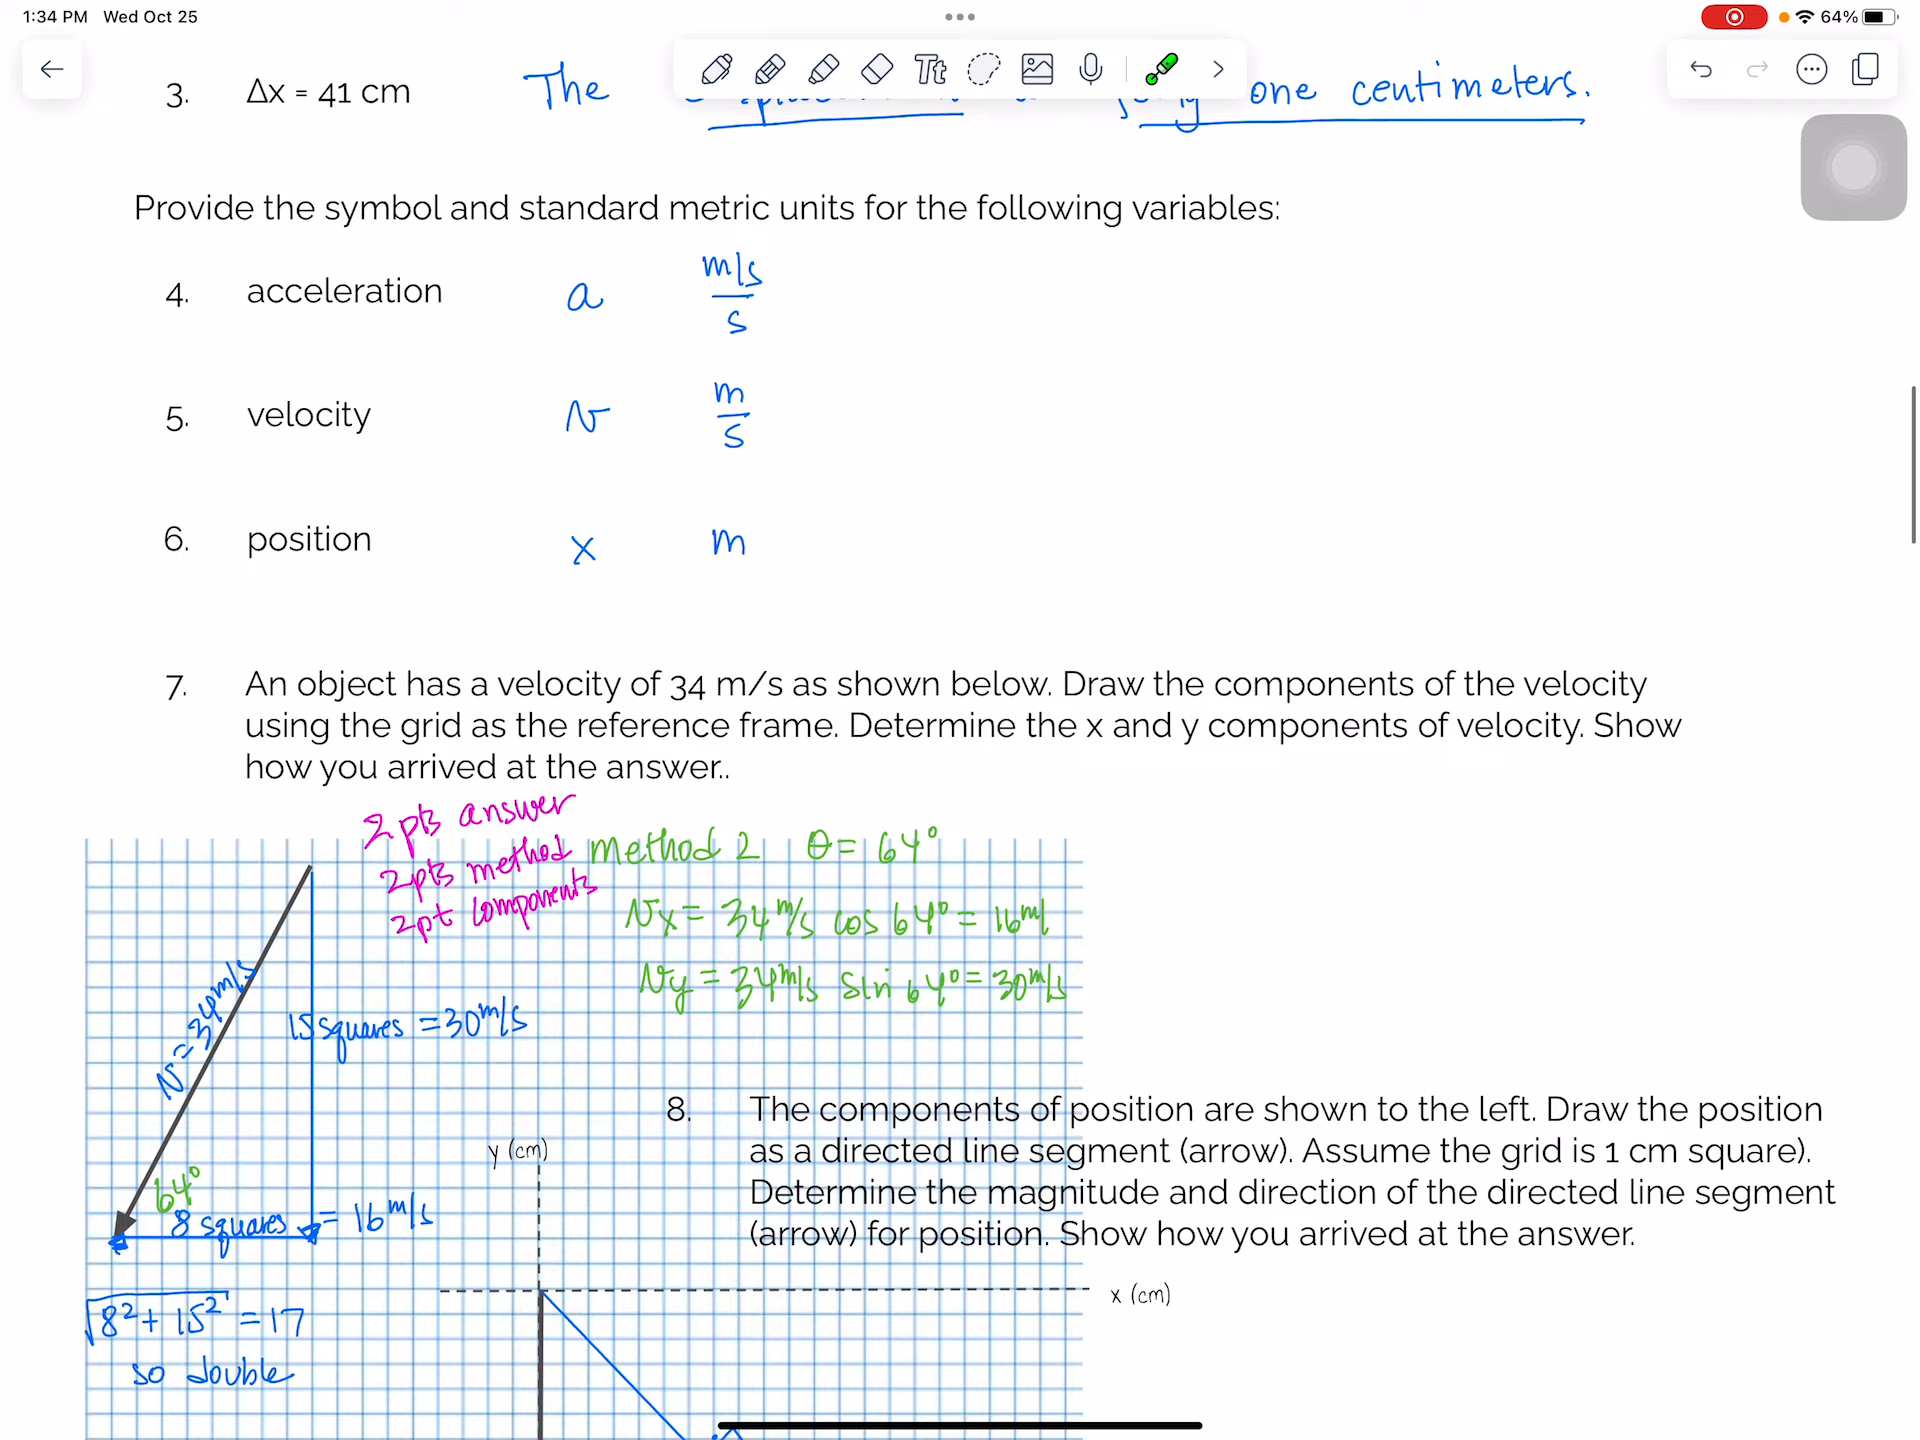 1:34 PM Wed Oct 25
64%
3. Δx = 41 cm The one centimeters.
Tt
Provide the symbol and standard metric units for the following variables:
4. acceleration a m/s / s
5. velocity v m / s
6. position x m
7. An object has a velocity of 34 m/s as shown below. Draw the components of the velocity
using the grid as the reference frame. Determine the x and y components of velocity. Show
how you arrived at the answer..
2 pts answer
2pts method
2pt components
method 2 θ = 64°
Vx = 34 m/s cos 64° = 16 m/
Vy = 34 m/s sin 64° = 30 m/s
V = 34 m/s
15 squares = 30 m/s
64°
8 squares = 16 m/s
√8² + 15² = 17
so double
8. The components of position are shown to the left. Draw the position
as a directed line segment (arrow). Assume the grid is 1 cm square).
Determine the magnitude and direction of the directed line segment
(arrow) for position. Show how you arrived at the answer.
y (cm)
x (cm)